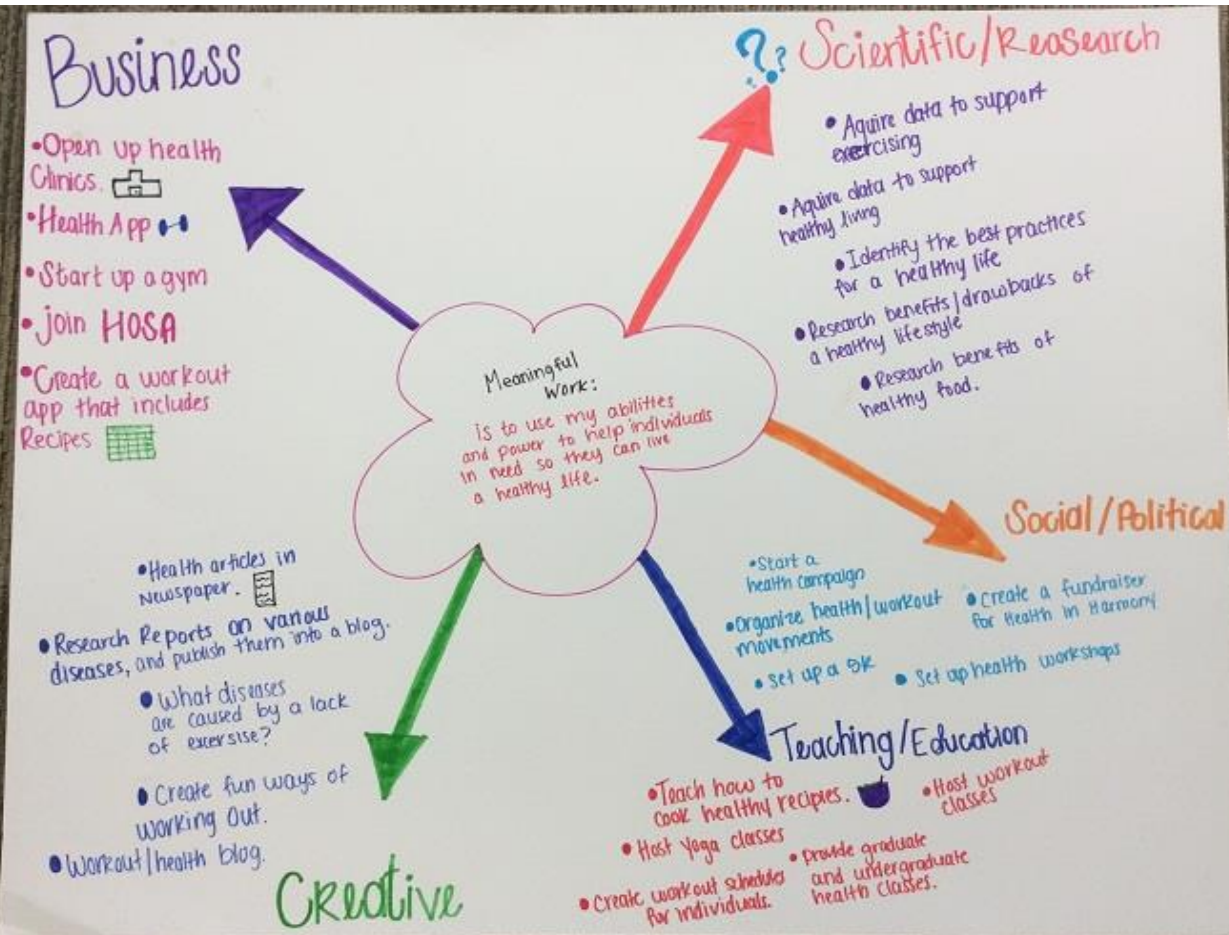 Business
•Open up health
Clinics.
•Health App
•Start up a gym
•Join HOSA
•Create a workout
app that includes
Recipes
?? Scientific/Reasearch
• Aquire data to support
exercising
•Aquire data to support
healthy living
•Identify the best practices
for a healthy life
•Research benefits/drawbacks of
a healthy lifestyle
•Research benefits of
healthy food.
Meaningful
Work:
is to use my abilities
and power to help individuals
in need so they can live
a healthy life.
Social/Political
•Start a
health campaign
•Organize health/workout
movements
•Set up a 5K
•Create a fundraiser
for Health in Harmony
•Set up health workshops
•Health articles in
Newspaper.
•Research Reports on various
diseases, and publish them into a blog.
•What diseases
are caused by a lack
of excersise?
•Create fun ways of
working out.
•Workout/health blog.
Creative
Teaching/Education
•Teach how to
cook healthy recipies.
•Host workout
classes
•Host Yoga classes
•Provide graduate
and undergraduate
health classes.
•Create workout schedules
for individuals.